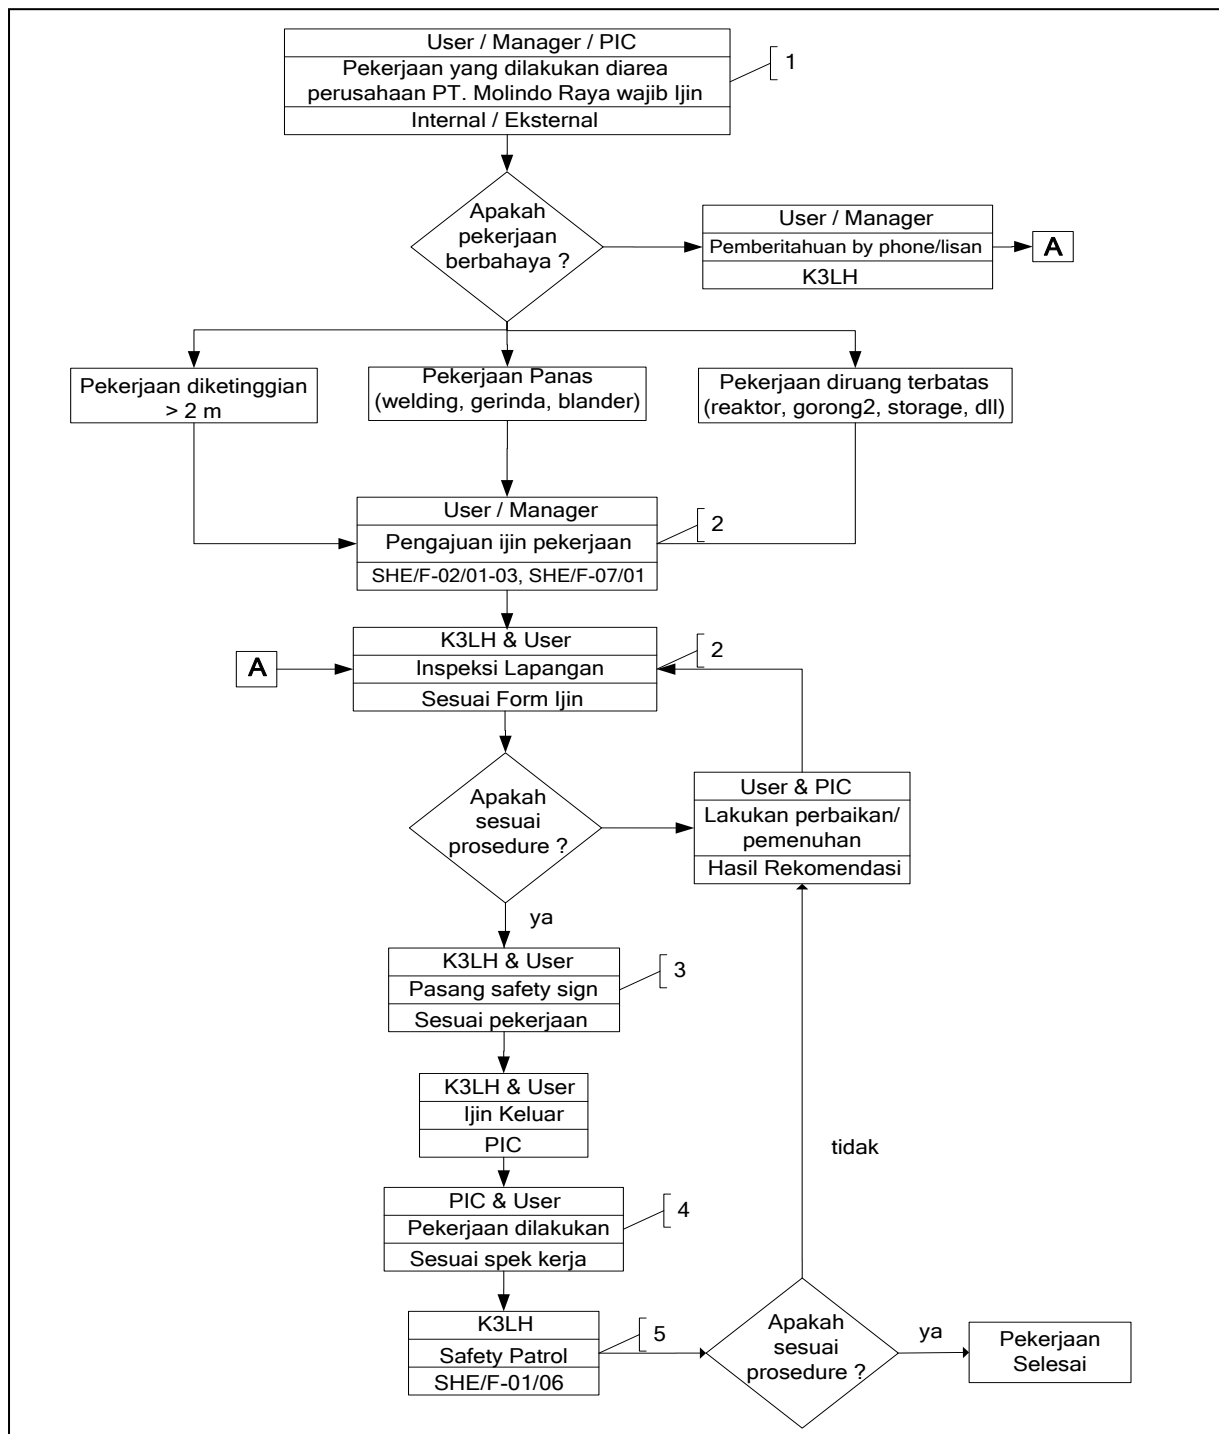 User / Manager / PIC
Pekerjaan yang dilakukan diarea
perusahaan PT. Molindo Raya wajib Ijin
Internal / Eksternal
1
Apakah
pekerjaan
berbahaya ?
User / Manager
Pemberitahuan by phone/lisan
K3LH
A
Pekerjaan diketinggian
> 2 m
Pekerjaan Panas
(welding, gerinda, blander)
Pekerjaan diruang terbatas
(reaktor, gorong2, storage, dll)
User / Manager
Pengajuan ijin pekerjaan
SHE/F-02/01-03, SHE/F-07/01
2
A
K3LH & User
Inspeksi Lapangan
Sesuai Form Ijin
2
Apakah
sesuai
prosedure ?
User & PIC
Lakukan perbaikan/
pemenuhan
Hasil Rekomendasi
ya
K3LH & User
Pasang safety sign
Sesuai pekerjaan
3
K3LH & User
Ijin Keluar
PIC
tidak
PIC & User
Pekerjaan dilakukan
Sesuai spek kerja
4
K3LH
Safety Patrol
SHE/F-01/06
5
Apakah
sesuai
prosedure ?
ya
Pekerjaan
Selesai